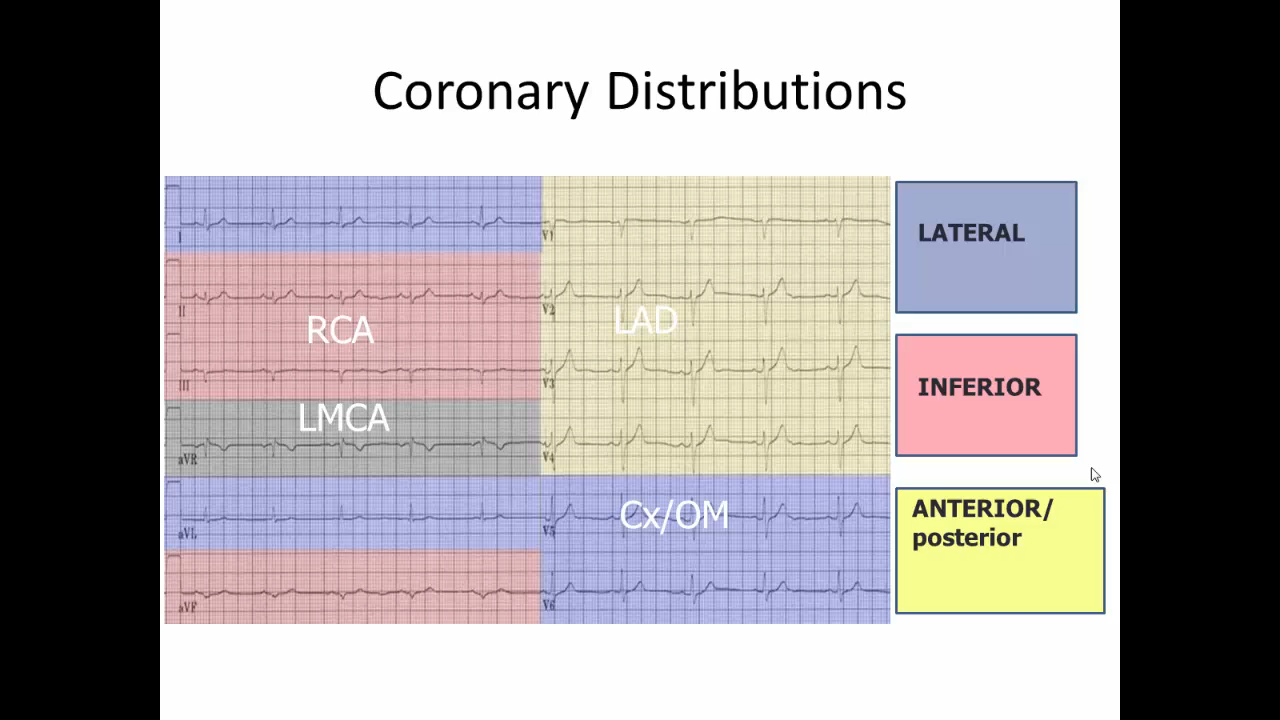 Coronary Distributions
I
II
III
aVR
aVL
aVF
RCA
LMCA
V1
V2
V3
V4
V5
V6
LAD
Cx/OM
LATERAL
INFERIOR
ANTERIOR/
posterior